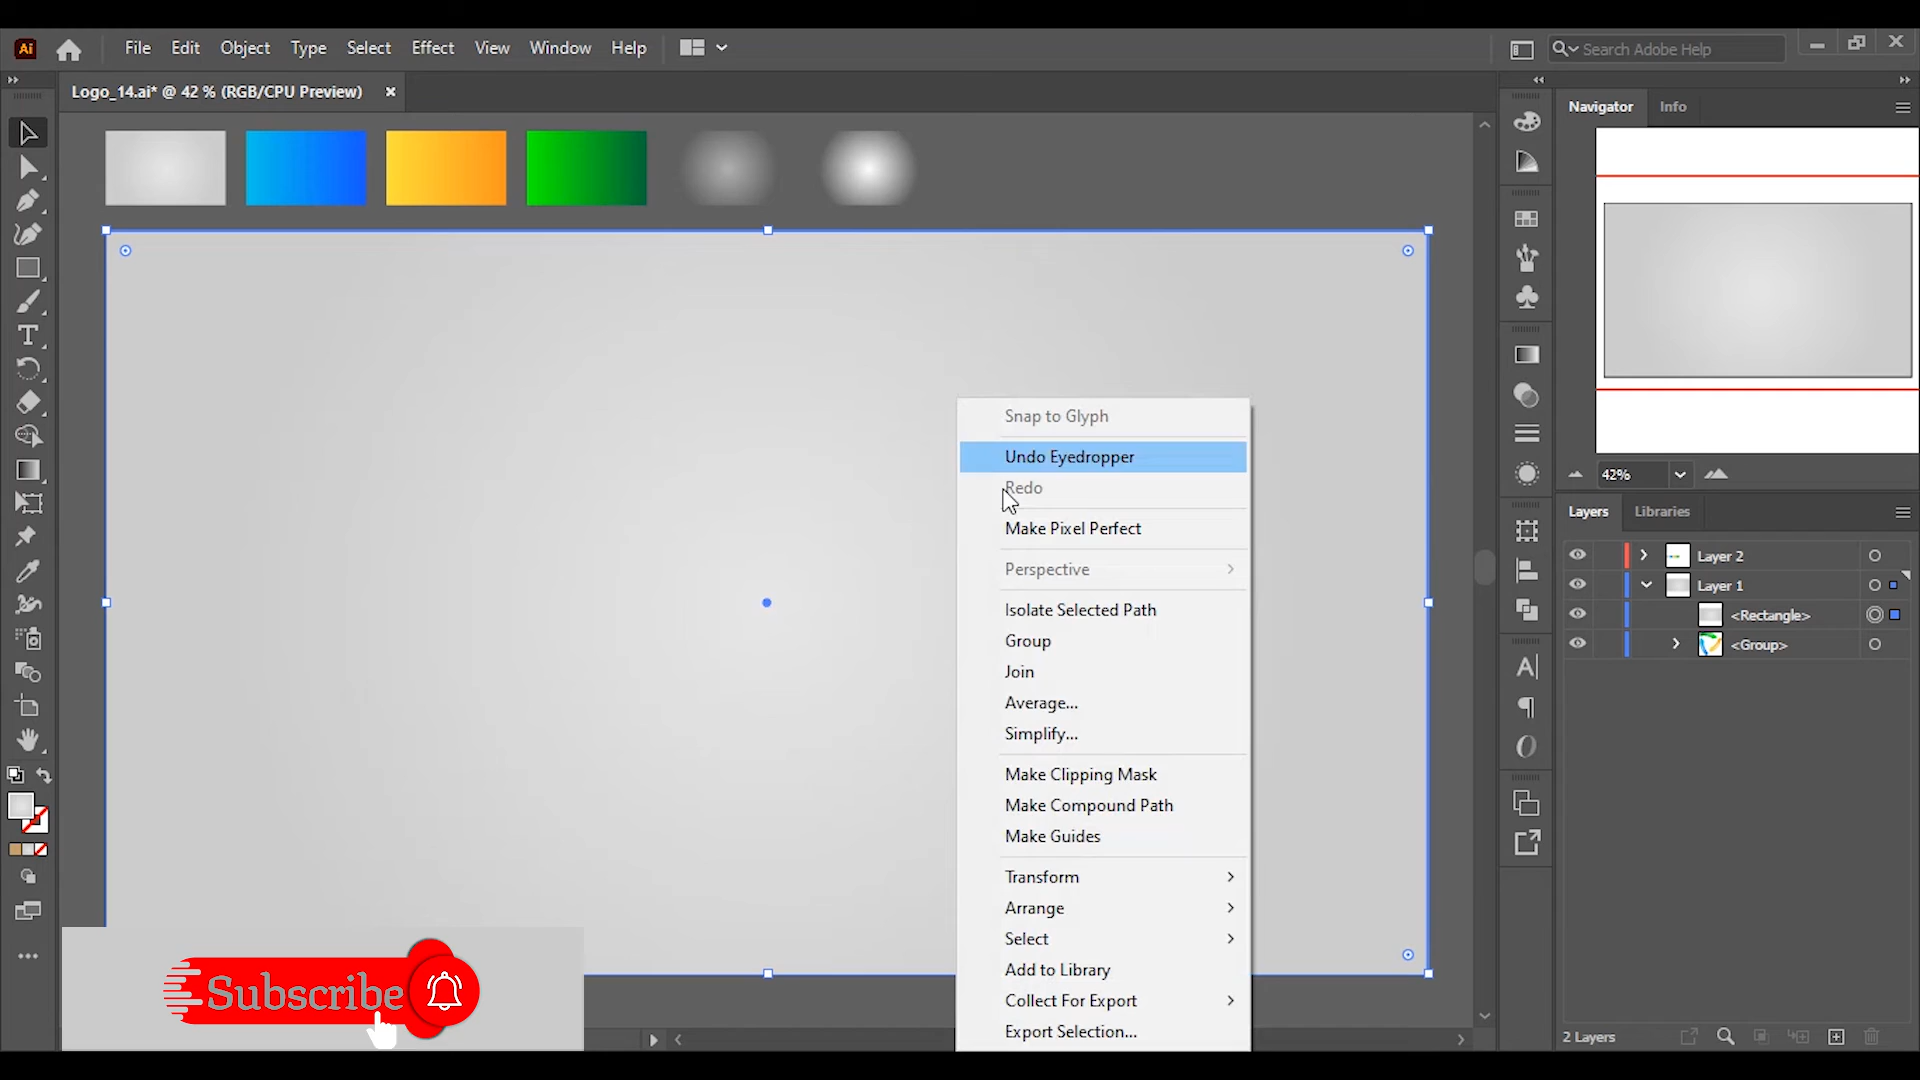 Ai File Edit Object Type Select Effect View Window Help Search Adobe Help
Logo_14.ai* @ 42 % (RGB/CPU Preview) ×
Navigator Info
42%
Layers Libraries
Layer 2
Layer 1
<Rectangle>
<Group>
2 Layers
Snap to Glyph
Undo Eyedropper
Redo
Make Pixel Perfect
Perspective
Isolate Selected Path
Group
Join
Average...
Simplify...
Make Clipping Mask
Make Compound Path
Make Guides
Transform
Arrange
Select
Add to Library
Collect For Export
Export Selection...
Subscribe